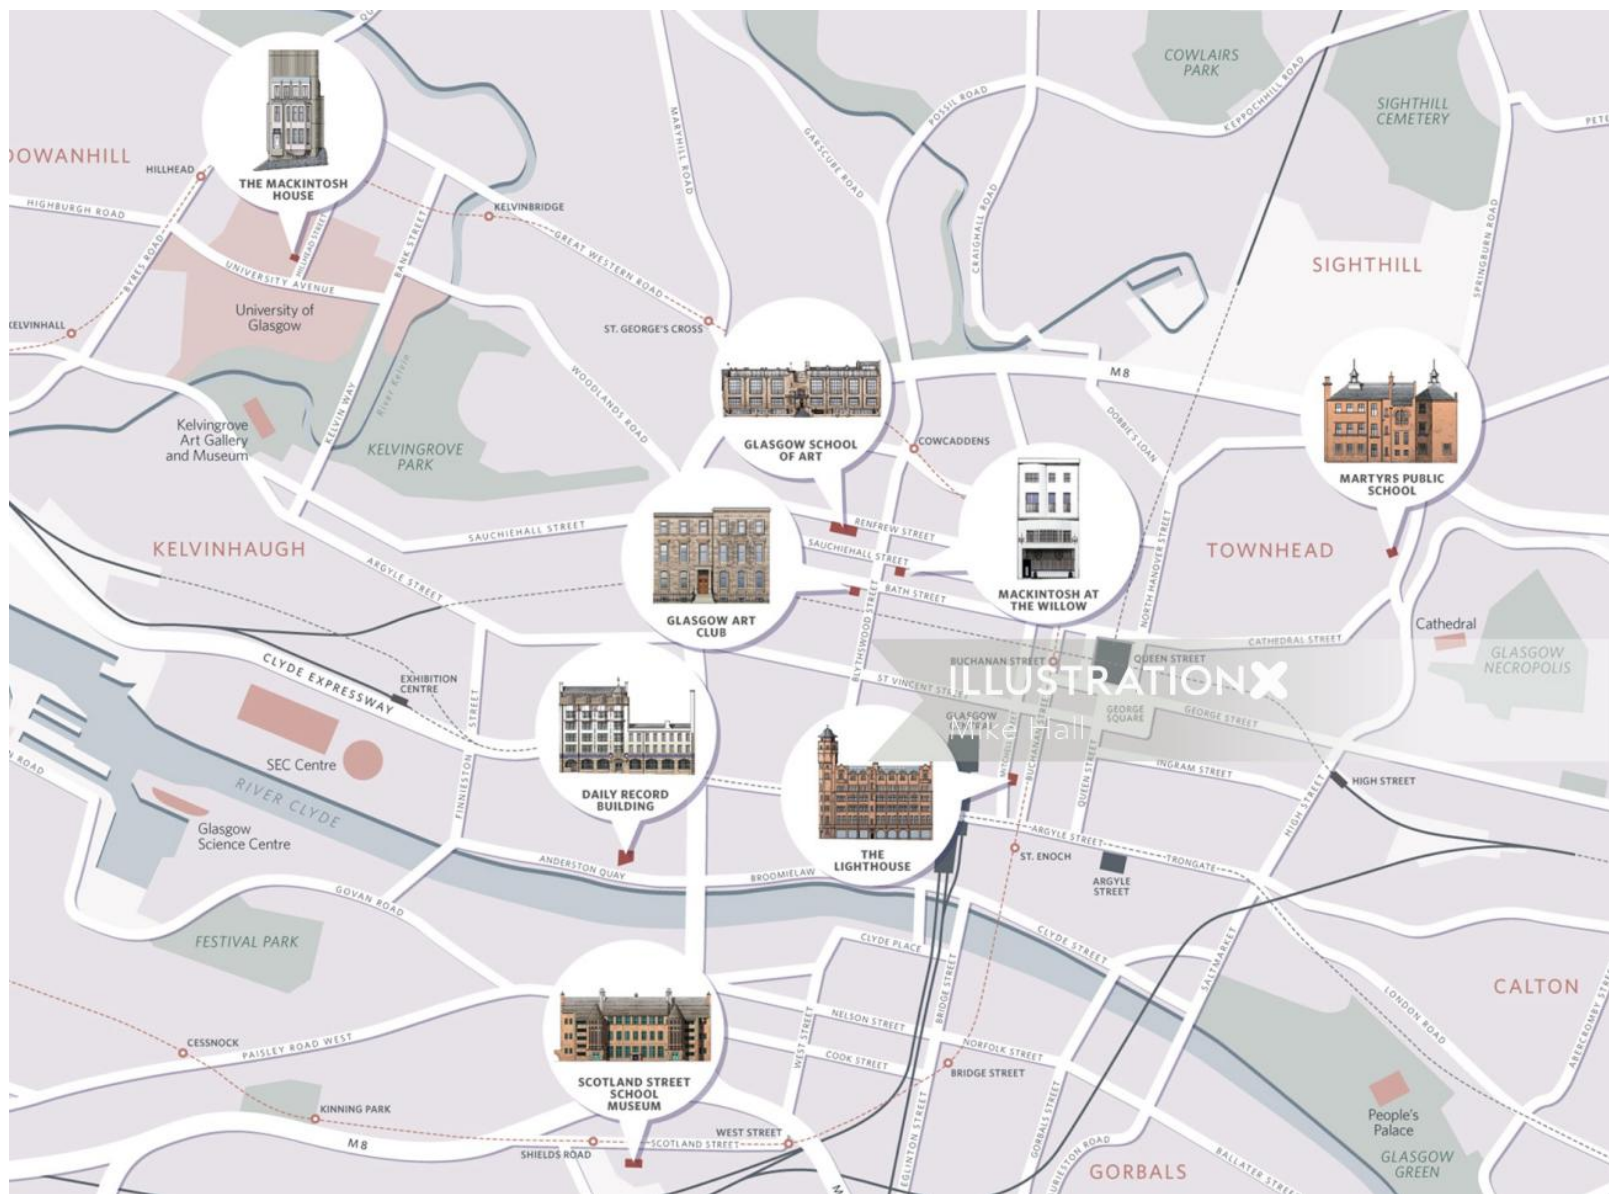 COWLAIRS
PARK
SIGHTHILL
CEMETERY
POSSIL ROAD
KEPPOCHHILL ROAD
MARYHILL ROAD
GARSCUBE ROAD
CRAIGHALL ROAD
SPRINGBURN ROAD
SIGHTHILL
THE MACKINTOSH
HOUSE
DOWANHILL
HILLHEAD
HIGHBURGH ROAD
BYRES ROAD
HILLHEAD STREET
UNIVERSITY AVENUE
BANK STREET
KELVINBRIDGE
GREAT WESTERN ROAD
University of
Glasgow
KELVINHALL
ST. GEORGE'S CROSS
River Kelvin
KELVIN WAY
WOODLANDS ROAD
Kelvingrove
Art Gallery
and Museum
KELVINGROVE
PARK
GLASGOW SCHOOL
OF ART
COWCADDENS
M8
DOBBIE'S LOAN
MARTYRS PUBLIC
SCHOOL
SAUCHIEHALL STREET
RENFREW STREET
SAUCHIEHALL STREET
BATH STREET
KELVINHAUGH
ARGYLE STREET
GLASGOW ART
CLUB
MACKINTOSH AT
THE WILLOW
NORTH HANOVER STREET
TOWNHEAD
Cathedral
CATHEDRAL STREET
GLASGOW
NECROPOLIS
BLYTHSWOOD STREET
CLYDE EXPRESSWAY
EXHIBITION
CENTRE
BUCHANAN STREET
QUEEN STREET
ST VINCENT STREET
ILLUSTRATIONX
Mike Hall
GLASGOW
CENTRAL
GEORGE
SQUARE
GEORGE STREET
SEC Centre
FINNIESTON STREET
RIVER CLYDE
DAILY RECORD
BUILDING
THE
LIGHTHOUSE
MITCHELL
BUCHANAN STREET
QUEEN STREET
INGRAM STREET
HIGH STREET
HIGH STREET
Glasgow
Science Centre
ANDERSTON QUAY
BROOMIELAW
ARGYLE STREET
TRONGATE
ST. ENOCH
ARGYLE
STREET
GOVAN ROAD
FESTIVAL PARK
CLYDE PLACE
CLYDE STREET
SALTMARKET
LONDON ROAD
CALTON
ABERCROMBY STREET
BRIDGE STREET
NELSON STREET
NORFOLK STREET
COOK STREET
WEST STREET
BRIDGE STREET
CESSNOCK
PAISLEY ROAD WEST
SCOTLAND STREET
SCHOOL
MUSEUM
KINNING PARK
M8
SHIELDS ROAD
SCOTLAND STREET
WEST STREET
EGLINTON STREET
GORBALS STREET
GORBALS
BALLATER STREET
People's
Palace
GLASGOW
GREEN